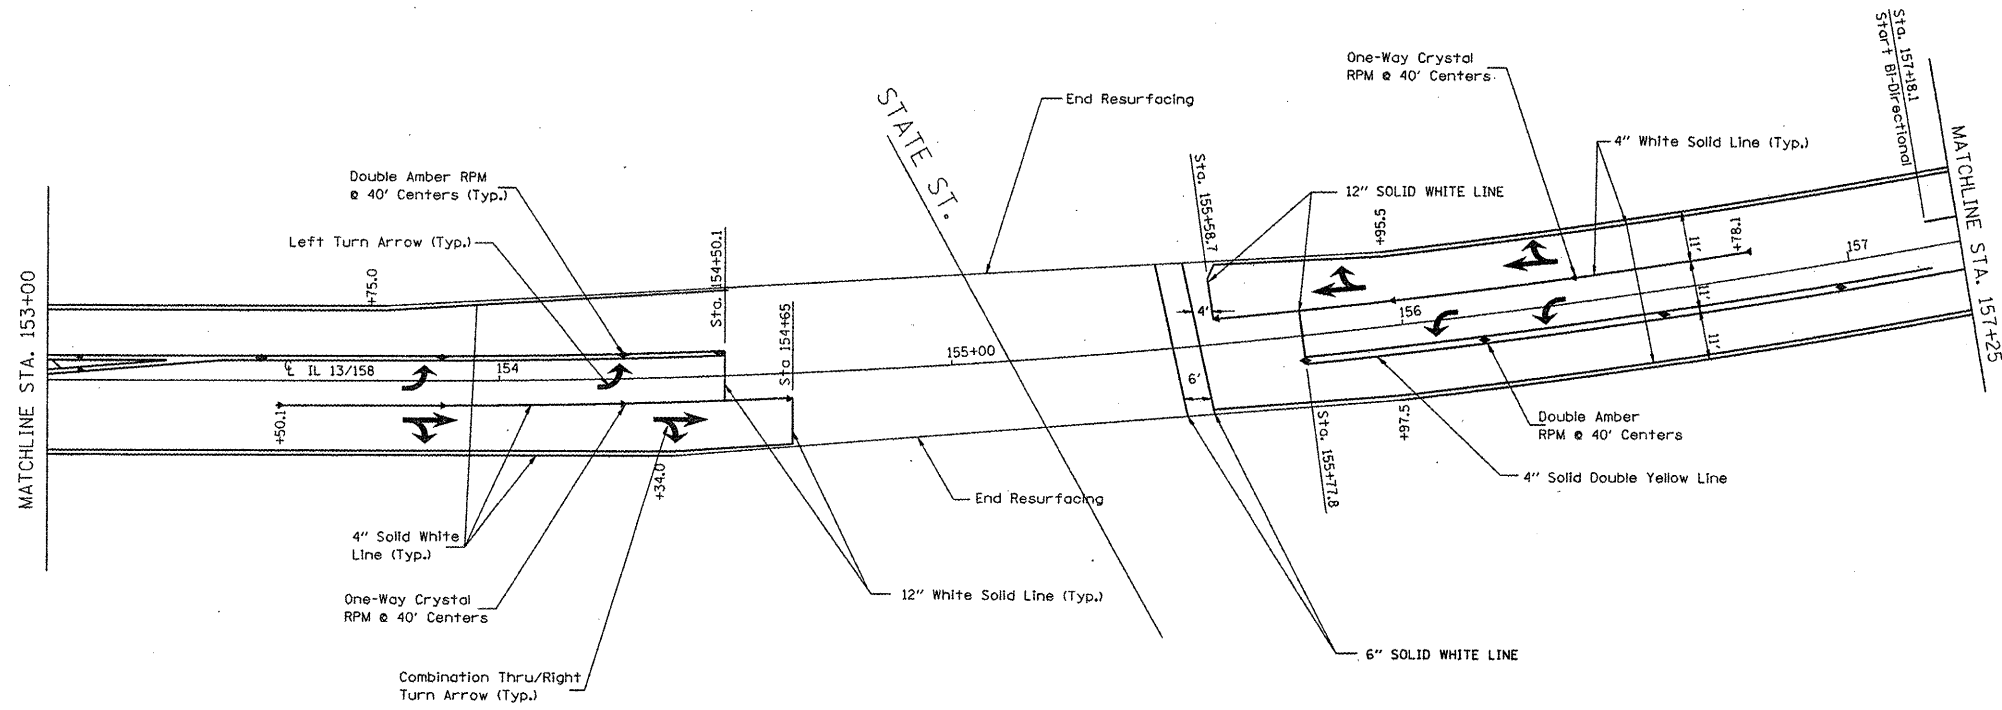 MATCHLINE STA. 153+00
+75.0
Double Amber RPM
@ 40' Centers (Typ.)
Left Turn Arrow (Typ.)
℄ IL 13/158
154
+50.1
+34.0
4" Solid White
Line (Typ.)
One-Way Crystal
RPM @ 40' Centers
Combination Thru/Right
Turn Arrow (Typ.)
Sta. 154+50.1
Sta 154+65
12" White Solid Line (Typ.)
STATE ST.
End Resurfacing
155+00
End Resurfacing
4'
6'
6" SOLID WHITE LINE
Sta. 155+58.7
12" SOLID WHITE LINE
+95.5
One-Way Crystal
RPM @ 40' Centers
4" White Solid Line (Typ.)
156
11'
11'
11'
+78.1
157
Sta. 155+77.8
+97.5
Double Amber
RPM @ 40' Centers
4" Solid Double Yellow Line
Sta. 157+18.1
Start Bi-Directional
MATCHLINE STA. 157+25